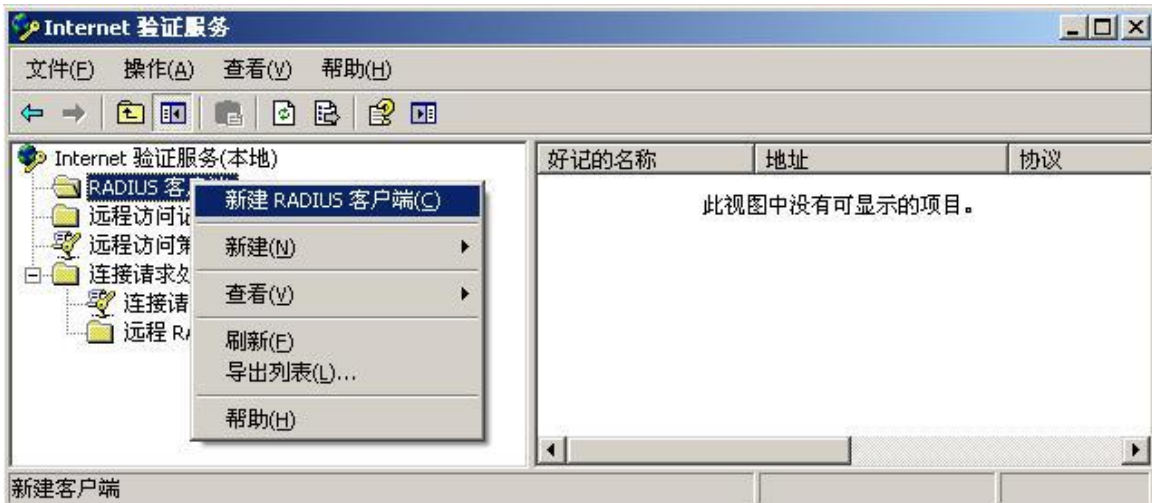 Internet 验证服务
文件(F) 操作(A) 查看(V) 帮助(H)
Internet 验证服务(本地)
好记的名称 地址 协议
RADIUS 客
新建 RADIUS 客户端(C)
此视图中没有可显示的项目。
远程访问
远程访问
新建(N)
连接请求
连接请
查看(V)
远程
刷新(F)
导出列表(L)...
帮助(H)
新建客户端